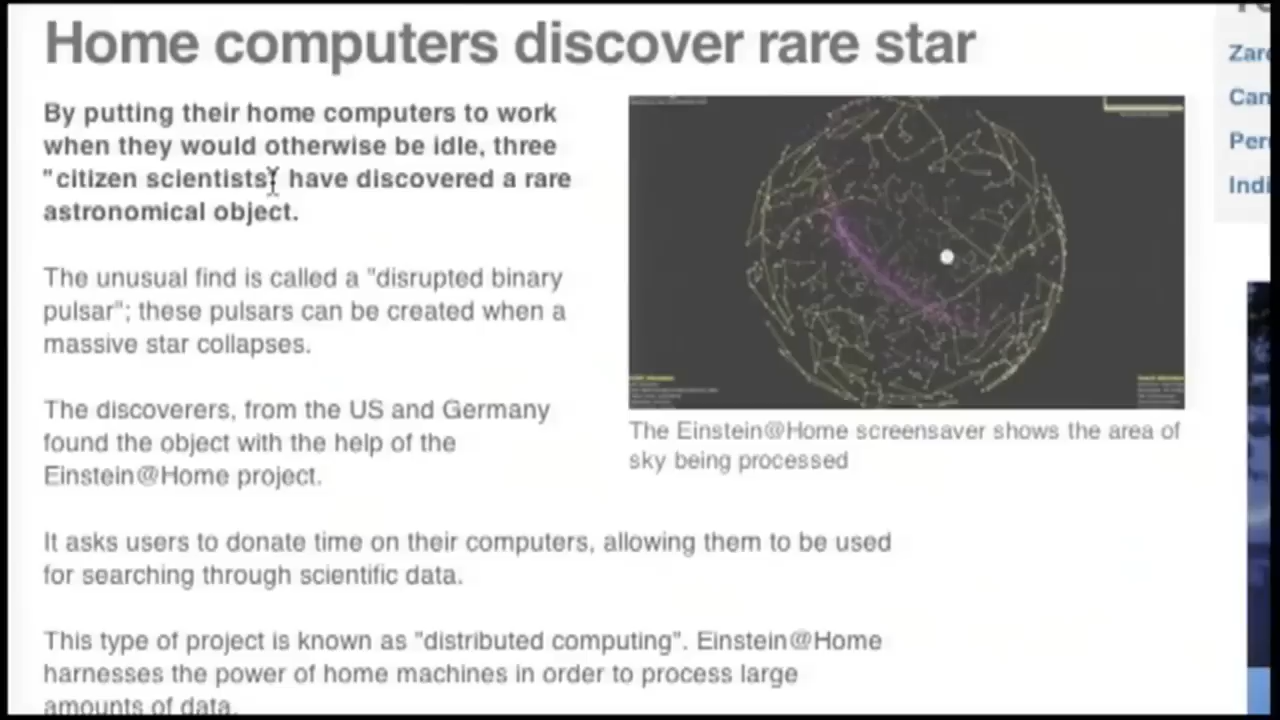 Home computers discover rare star
By putting their home computers to work
when they would otherwise be idle, three
"citizen scientists" have discovered a rare
astronomical object.
The unusual find is called a "disrupted binary
pulsar"; these pulsars can be created when a
massive star collapses.
The discoverers, from the US and Germany
found the object with the help of the
Einstein@Home project.
The Einstein@Home screensaver shows the area of
sky being processed
It asks users to donate time on their computers, allowing them to be used
for searching through scientific data.
This type of project is known as "distributed computing". Einstein@Home
harnesses the power of home machines in order to process large
amounts of data.